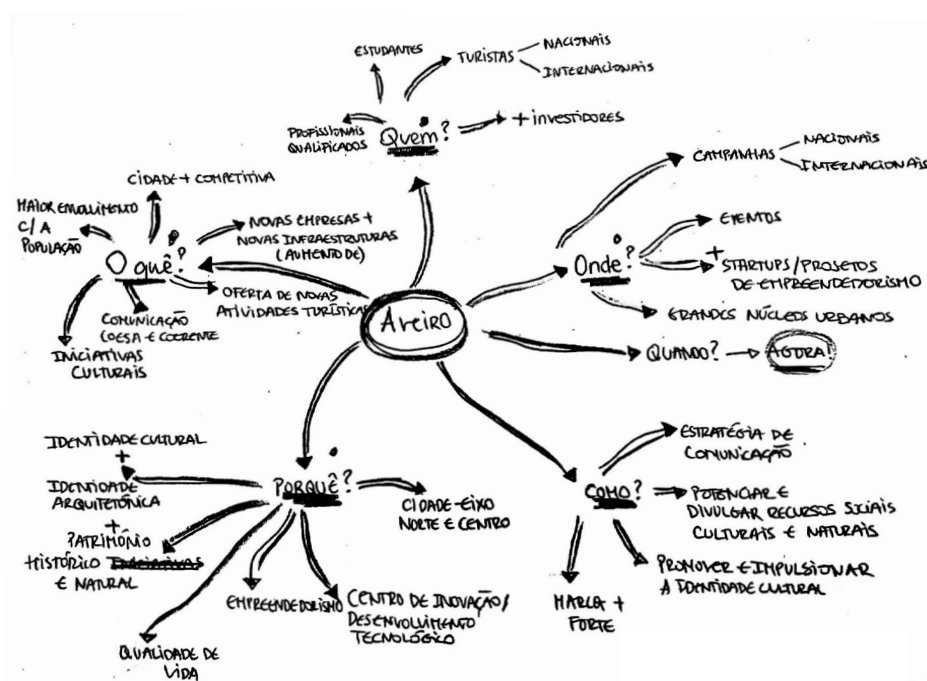 ESTUDANTES
TURISTAS
NACIONAIS
INTERNACIONAIS
PROFISSIONAIS
QUALIFICADOS
Quem?
+ INVESTIDORES
CIDADE + COMPETITIVA
MAIOR ENVOLVIMENTO
C/ A
POPULAÇÃO
NOVAS EMPRESAS +
NOVAS INFRAESTRUTURAS
(AUMENTO DE)
O quê?
OFERTA DE NOVAS
ATIVIDADES TURÍSTICAS
COMUNICAÇÃO
COESA E COERENTE
INICIATIVAS
CULTURAIS
CAMPANHAS
NACIONAIS
INTERNACIONAIS
Onde?
EVENTOS
+
STARTUPS/PROJETOS
DE EMPREENDEDORISMO
GRANDES NÚCLEOS URBANOS
AVEIRO
QUANDO?
AGORA!
IDENTIDADE CULTURAL
+
IDENTIDADE
ARQUITETÓNICA
+
PATRIMÓNIO
HISTÓRICO INICIATIVAS
E NATURAL
PORQUÊ?
CIDADE-EIXO
NORTE E CENTRO
QUALIDADE DE
VIDA
EMPREENDEDORISMO
CENTRO DE INOVAÇÃO/
DESENVOLVIMENTO
TECNOLÓGICO
COMO?
ESTRATÉGIA DE
COMUNICAÇÃO
POTENCIAR E
DIVULGAR RECURSOS SOCIAIS
CULTURAIS E NATURAIS
PROMOVER E IMPULSIONAR
A IDENTIDADE CULTURAL
MARCA +
FORTE